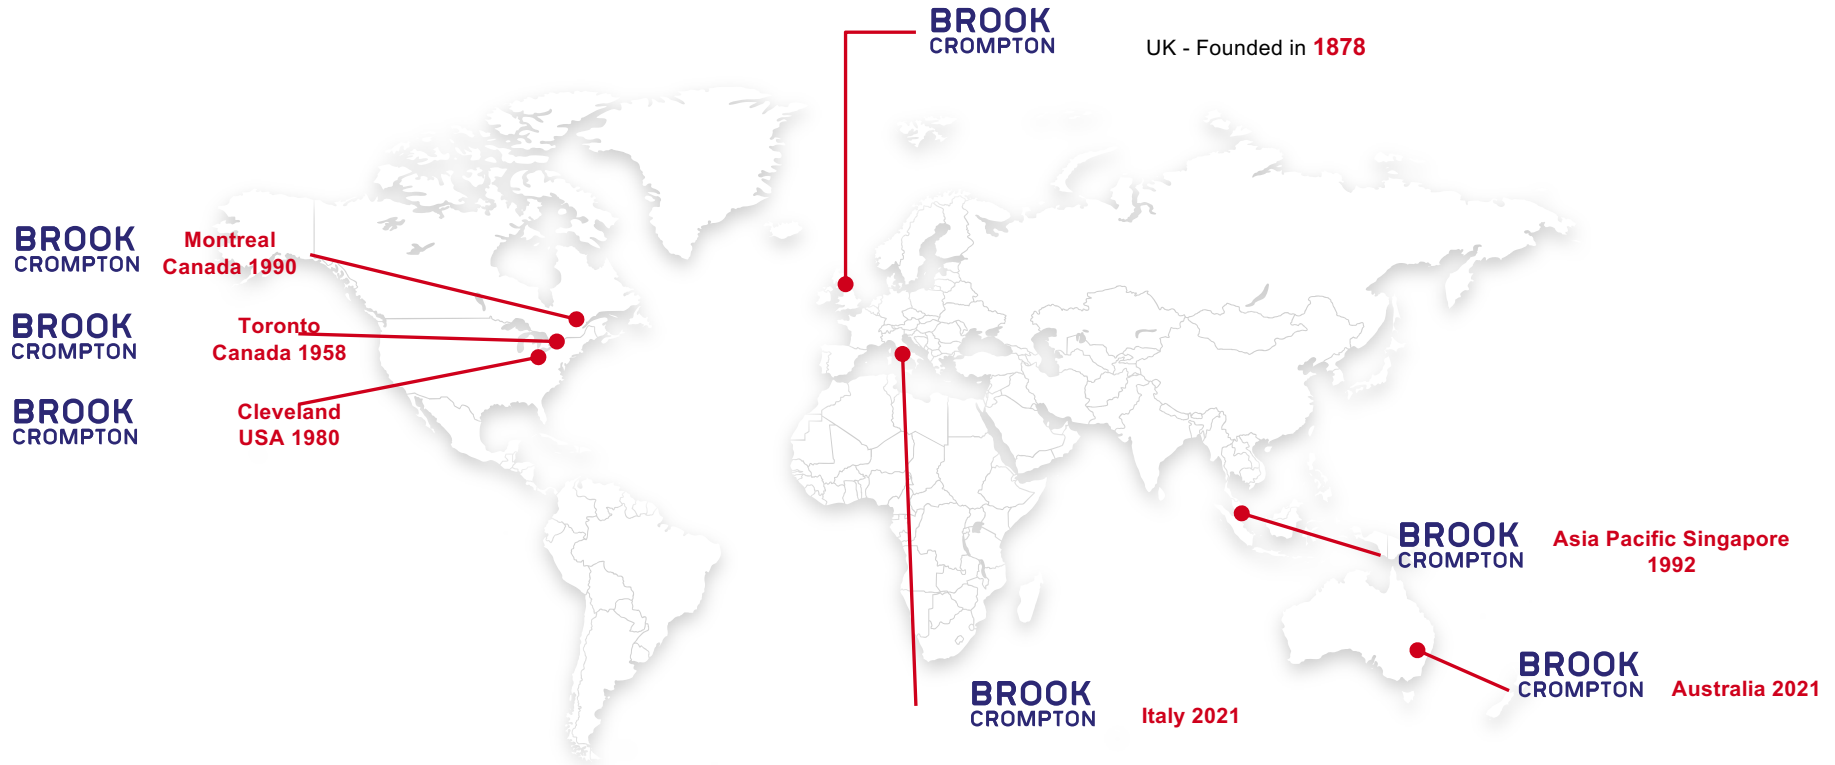 BROOK
CROMPTON
UK - Founded in 1878
BROOK
CROMPTON
Montreal
Canada 1990
BROOK
CROMPTON
Toronto
Canada 1958
BROOK
CROMPTON
Cleveland
USA 1980
BROOK
CROMPTON
Asia Pacific Singapore
1992
BROOK
CROMPTON
Australia 2021
BROOK
CROMPTON
Italy 2021